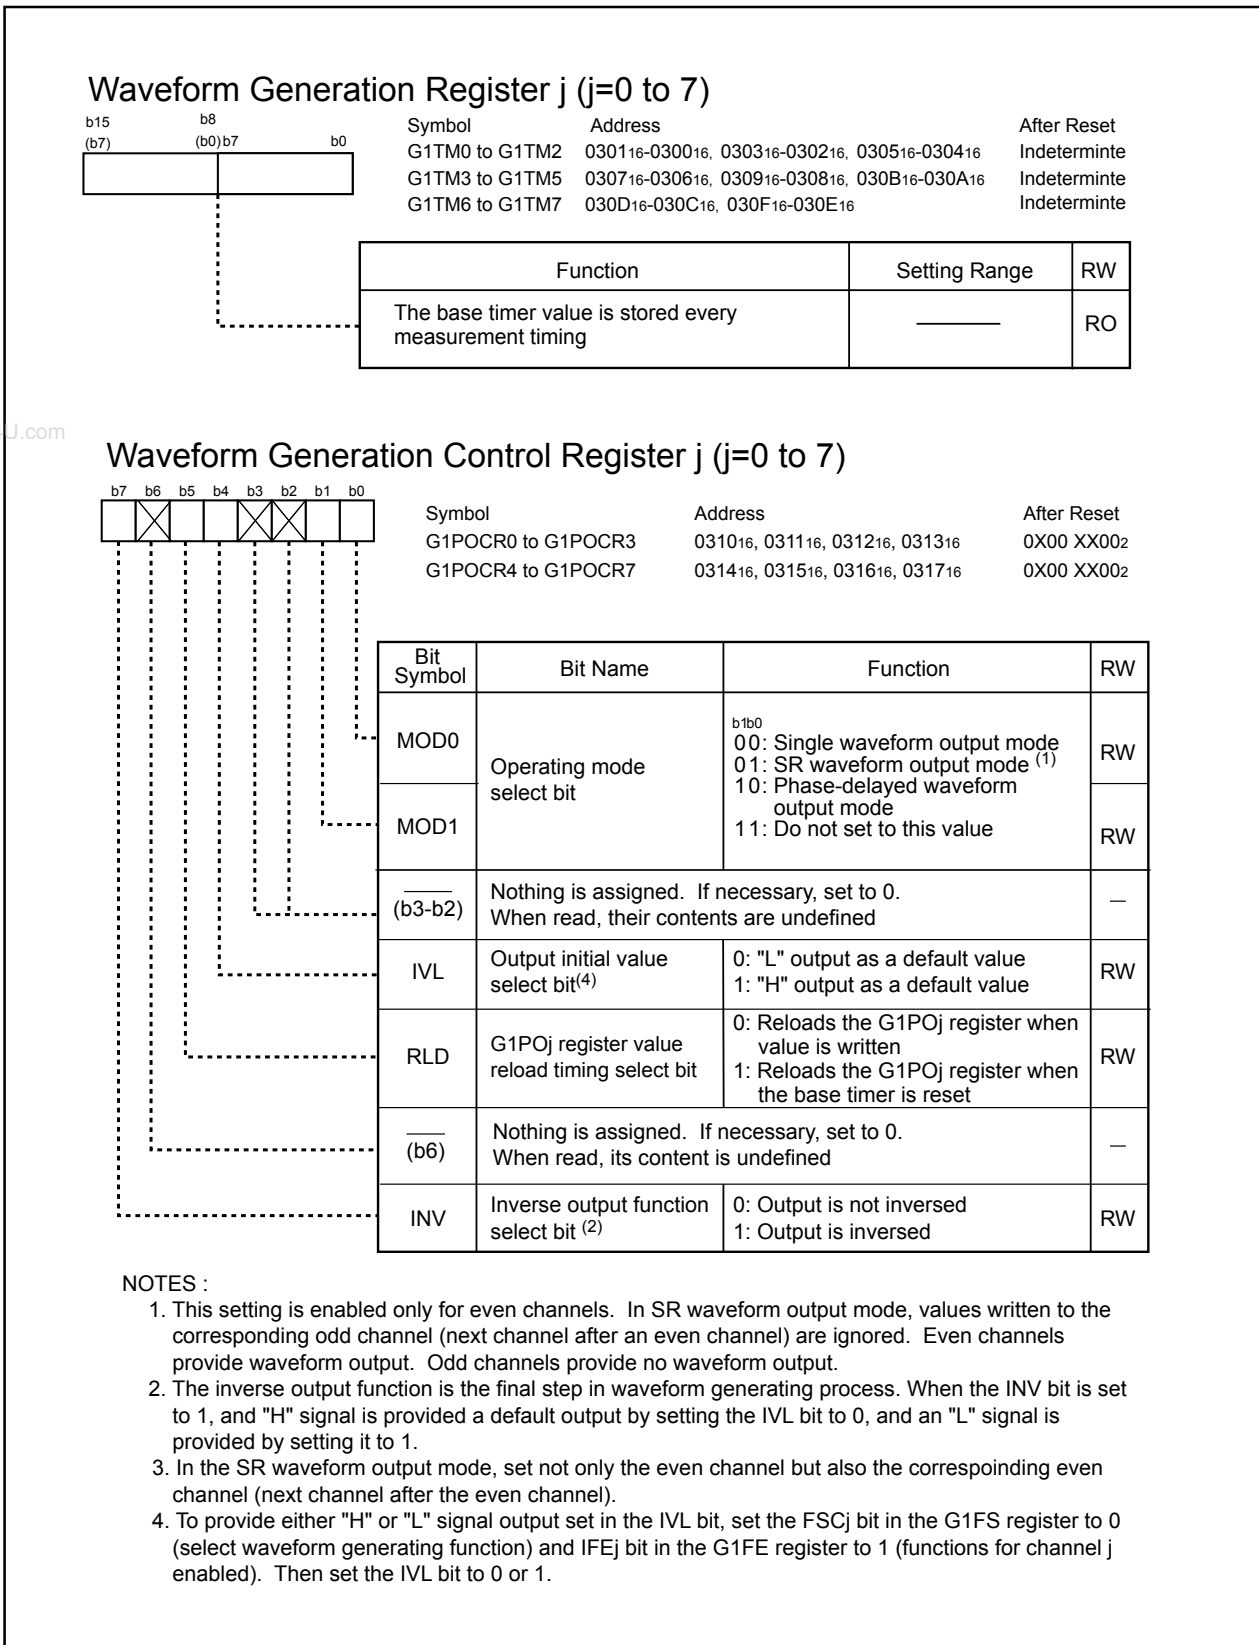 Waveform Generation Register j (j=0 to 7)
b15 b8
(b7) (b0) b7 b0
Symbol Address After Reset
G1TM0 to G1TM2 030116-030016, 030316-030216, 030516-030416 Indeterminte
G1TM3 to G1TM5 030716-030616, 030916-030816, 030B16-030A16 Indeterminte
G1TM6 to G1TM7 030D16-030C16, 030F16-030E16 Indeterminte
Function Setting Range RW
The base timer value is stored every
measurement timing
RO
U.com
Waveform Generation Control Register j (j=0 to 7)
b7 b6 b5 b4 b3 b2 b1 b0
Symbol Address After Reset
G1POCR0 to G1POCR3 031016, 031116, 031216, 031316 0X00 XX002
G1POCR4 to G1POCR7 031416, 031516, 031616, 031716 0X00 XX002
Bit
Symbol
Bit Name Function RW
MOD0
MOD1
Operating mode
select bit
b1b0
00: Single waveform output mode
01: SR waveform output mode (1)
10: Phase-delayed waveform
output mode
11: Do not set to this value
RW
RW
(b3-b2)
Nothing is assigned. If necessary, set to 0.
When read, their contents are undefined
—
IVL
Output initial value
select bit(4)
0: "L" output as a default value
1: "H" output as a default value
RW
RLD
G1POj register value
reload timing select bit
0: Reloads the G1POj register when
value is written
1: Reloads the G1POj register when
the base timer is reset
RW
(b6)
Nothing is assigned. If necessary, set to 0.
When read, its content is undefined
—
INV
Inverse output function
select bit (2)
0: Output is not inversed
1: Output is inversed
RW
NOTES :
1. This setting is enabled only for even channels. In SR waveform output mode, values written to the
corresponding odd channel (next channel after an even channel) are ignored. Even channels
provide waveform output. Odd channels provide no waveform output.
2. The inverse output function is the final step in waveform generating process. When the INV bit is set
to 1, and "H" signal is provided a default output by setting the IVL bit to 0, and an "L" signal is
provided by setting it to 1.
3. In the SR waveform output mode, set not only the even channel but also the correspoinding even
channel (next channel after the even channel).
4. To provide either "H" or "L" signal output set in the IVL bit, set the FSCj bit in the G1FS register to 0
(select waveform generating function) and IFEj bit in the G1FE register to 1 (functions for channel j
enabled). Then set the IVL bit to 0 or 1.